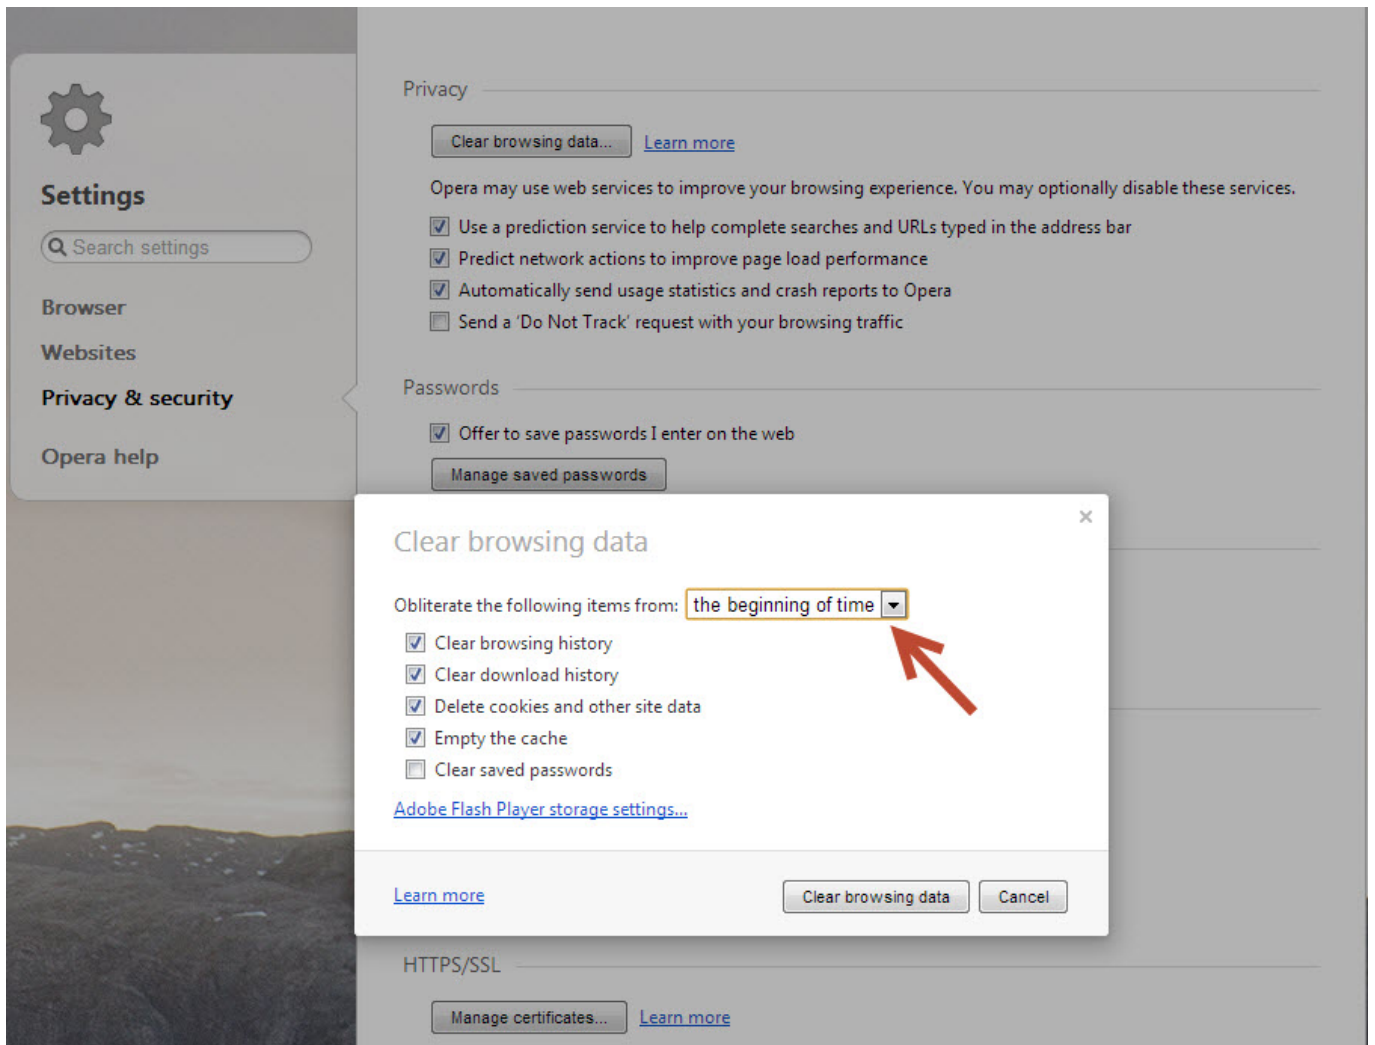 Settings
Search settings
Browser
Websites
Privacy & security
Opera help
Privacy
Clear browsing data... Learn more
Opera may use web services to improve your browsing experience. You may optionally disable these services.
Use a prediction service to help complete searches and URLs typed in the address bar
Predict network actions to improve page load performance
Automatically send usage statistics and crash reports to Opera
Send a 'Do Not Track' request with your browsing traffic
Passwords
Offer to save passwords I enter on the web
Manage saved passwords
Clear browsing data
Obliterate the following items from: the beginning of time
Clear browsing history
Clear download history
Delete cookies and other site data
Empty the cache
Clear saved passwords
Adobe Flash Player storage settings...
Learn more Clear browsing data Cancel
HTTPS/SSL
Manage certificates... Learn more